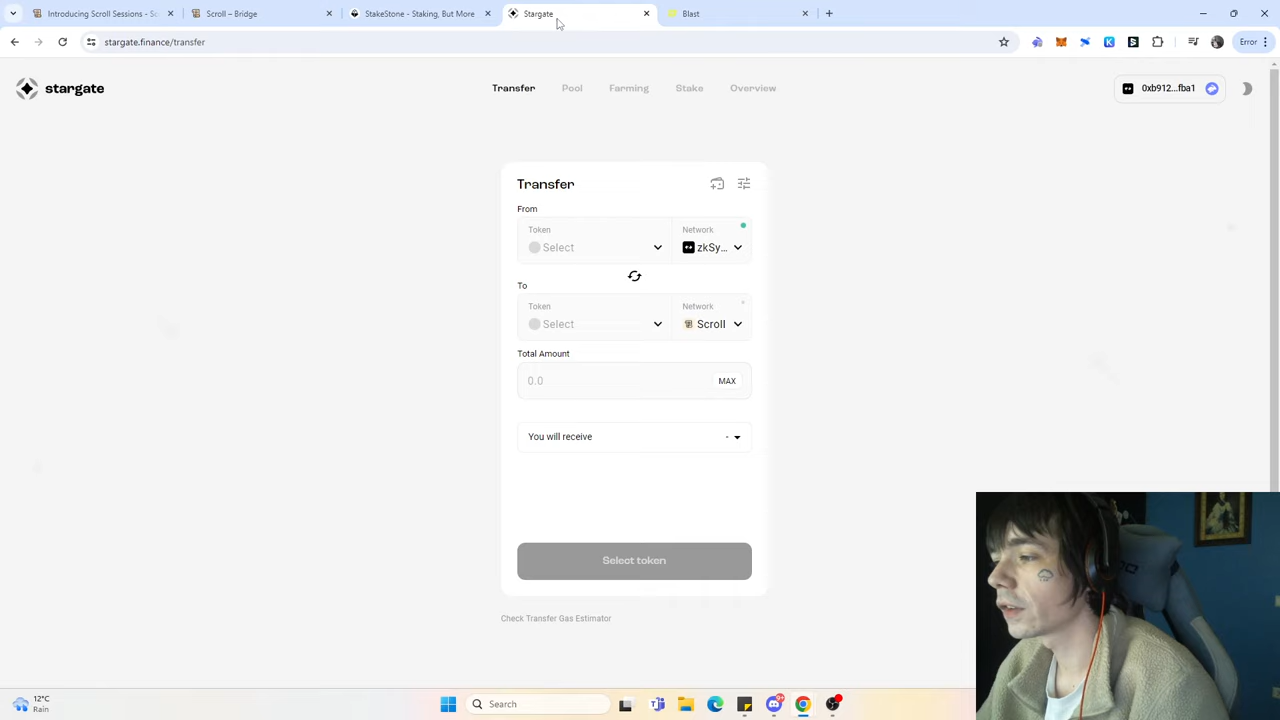 Introducing Scroll Sessions - Sc
Scroll – Bridge
StakeStone - Staking, But More
Stargate
Blast
stargate.finance/transfer
Error
stargate
Transfer
Pool
Farming
Stake
Overview
0xb912...fba1
Transfer
From
Token
Network
Select
zkSy...
To
Token
Network
Select
Scroll
Total Amount
0.0
MAX
You will receive
-
Select token
Check Transfer Gas Estimator
12°C
Rain
Search
9+